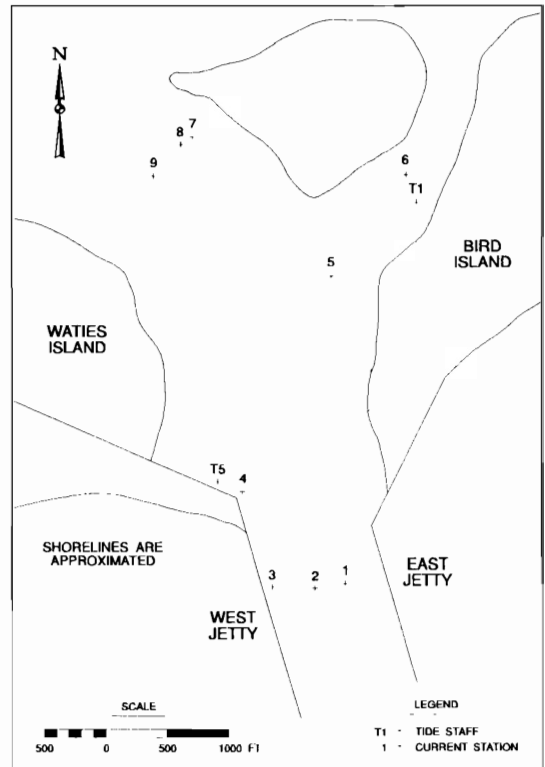 N
7
8
9
6
T1
BIRD
ISLAND
5
WATIES
ISLAND
T5
4
SHORELINES ARE
APPROXIMATED
3
2
1
EAST
JETTY
WEST
JETTY
SCALE
500 0 500 1000 FT
LEGEND
T1 - TIDE STAFF
1 - CURRENT STATION